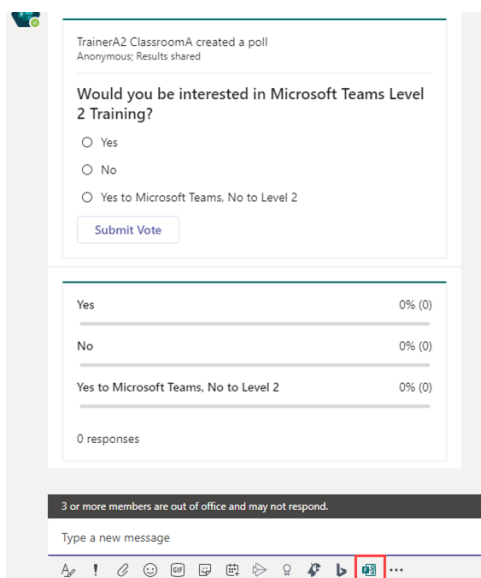 TrainerA2 ClassroomA created a poll
Anonymous; Results shared
Would you be interested in Microsoft Teams Level
2 Training?
Yes
No
Yes to Microsoft Teams, No to Level 2
Submit Vote
Yes 0% (0)
No 0% (0)
Yes to Microsoft Teams, No to Level 2 0% (0)
0 responses
3 or more members are out of office and may not respond.
Type a new message
GIF